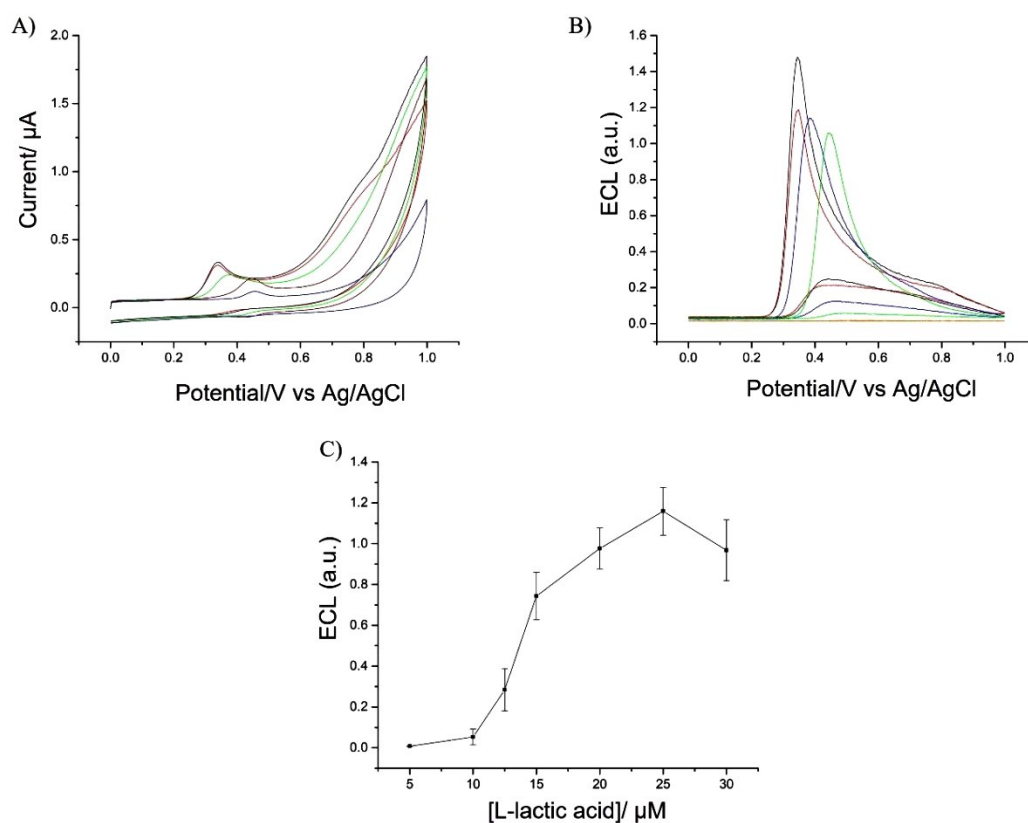 A)
2.0
1.5
1.0
0.5
0.0
Current/ µA
0.0 0.2 0.4 0.6 0.8 1.0
Potential/V vs Ag/AgCl
B)
1.6
1.4
1.2
1.0
0.8
0.6
0.4
0.2
0.0
ECL (a.u.)
0.0 0.2 0.4 0.6 0.8 1.0
Potential/V vs Ag/AgCl
C)
1.4
1.2
1.0
0.8
0.6
0.4
0.2
0.0
ECL (a.u.)
5 10 15 20 25 30
[L-lactic acid]/ µM